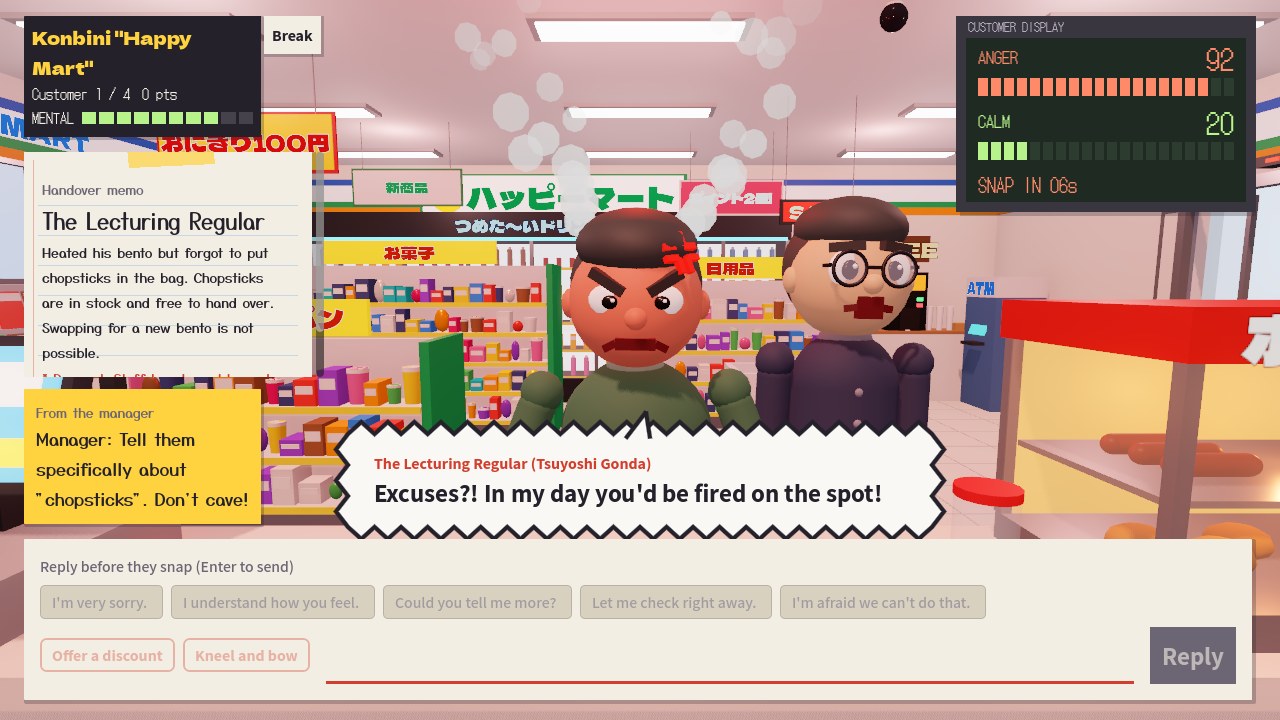 Konbini "Happy
Mart"
Customer 1 / 4 0 pts
MENTAL
Break
CUSTOMER DISPLAY
ANGER
92
CALM
20
SNAP IN 06s
MART
おにぎり100円
新商品
ハッピーマート
つめた〜いドリ
お菓子
日用品
ATM
Handover memo
The Lecturing Regular
Heated his bento but forgot to put
chopsticks in the bag. Chopsticks
are in stock and free to hand over.
Swapping for a new bento is not
possible.
From the manager
Manager: Tell them
specifically about
"chopsticks". Don't cave!
The Lecturing Regular (Tsuyoshi Gonda)
Excuses?! In my day you'd be fired on the spot!
Reply before they snap (Enter to send)
I'm very sorry.
I understand how you feel.
Could you tell me more?
Let me check right away.
I'm afraid we can't do that.
Offer a discount
Kneel and bow
Reply